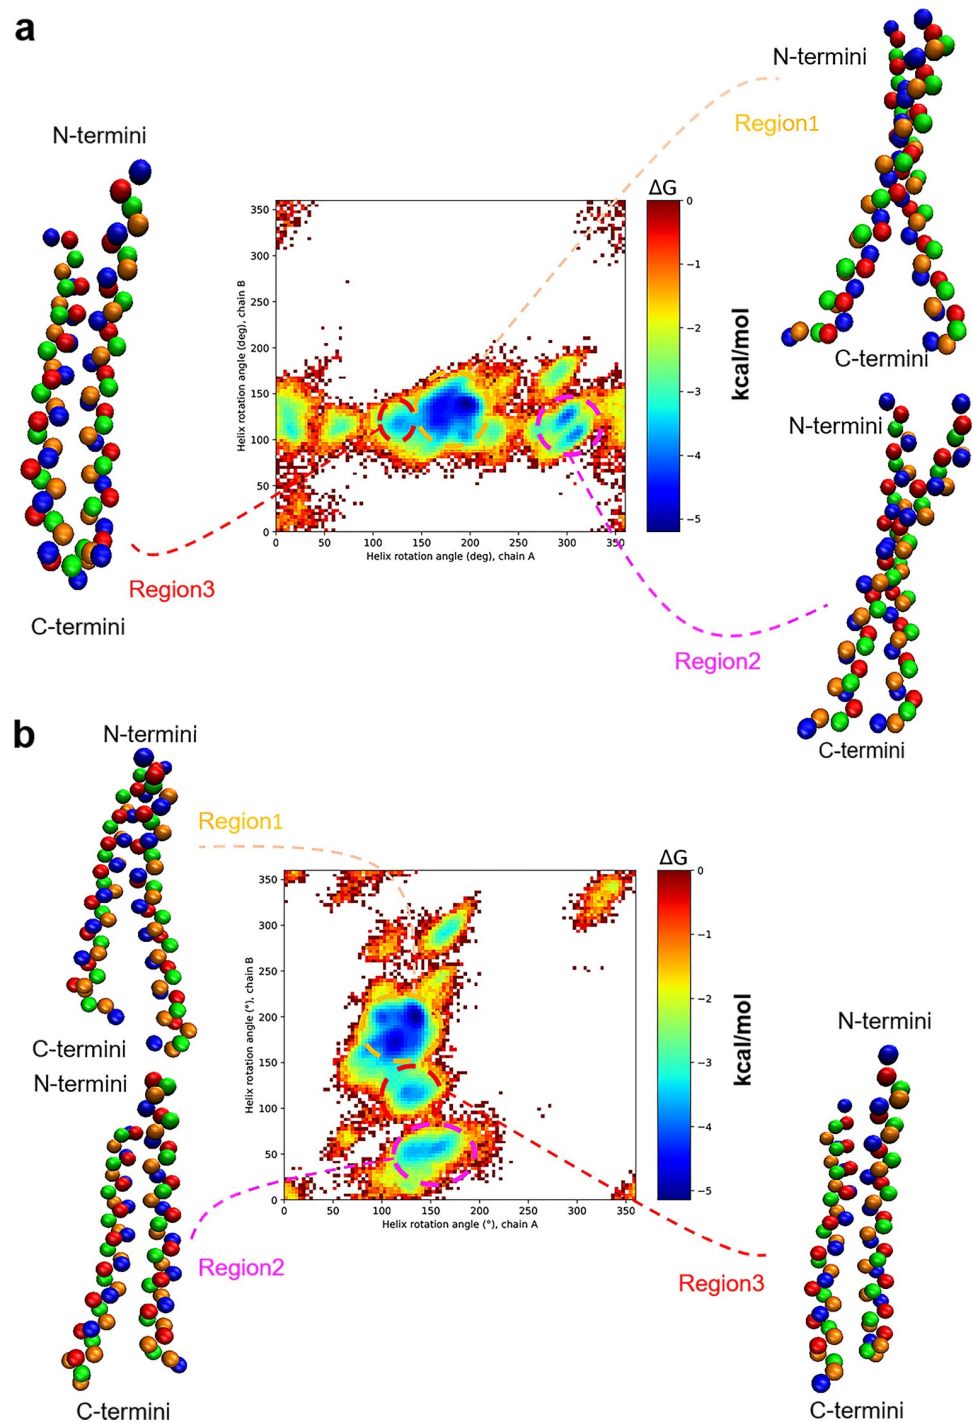 a
N-termini
Region1
N-termini
C-termini
ΔG
0
−1
−2
−3
−4
−5
kcal/mol
350
300
250
200
150
100
50
0
Helix rotation angle (deg), chain B
0 50 100 150 200 250 300 350
Helix rotation angle (deg), chain A
N-termini
Region3
C-termini
Region2
C-termini
b
N-termini
Region1
ΔG
0
−1
−2
−3
−4
−5
kcal/mol
350
300
250
200
150
100
50
0
Helix rotation angle (°), chain B
0 50 100 150 200 250 300 350
Helix rotation angle (°), chain A
C-termini
N-termini
N-termini
Region2
Region3
C-termini
C-termini